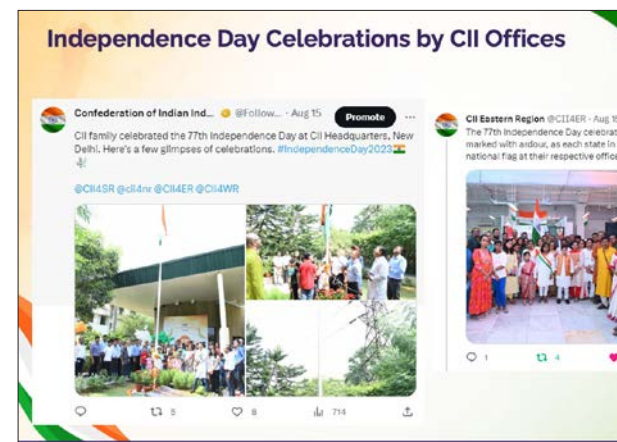 Independence Day Celebrations by CII Offices
Confederation of Indian Ind... @Follow... · Aug 15
Promote ...
CII family celebrated the 77th Independence Day at CII Headquarters, New
Delhi. Here's a few glimpses of celebrations. #IndependenceDay2023
@CII4SR @cii4nr @CII4ER @CII4WR
5 8 714
CII Eastern Region @CII4ER · Aug 15
The 77th Independence Day celebrat
marked with ardour, as each state in
national flag at their respective office
1 4